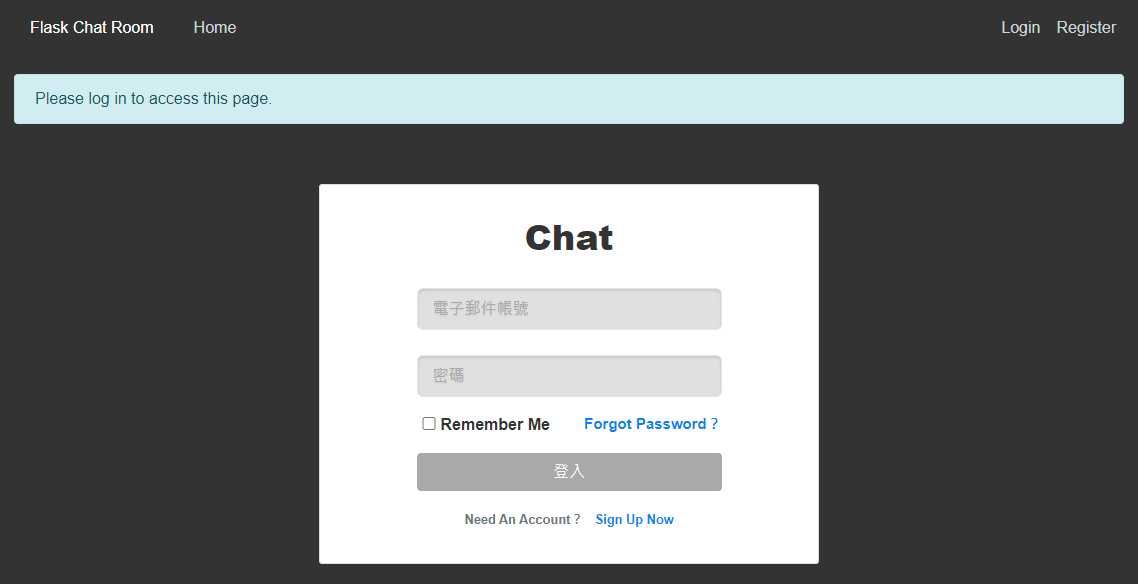 Flask Chat Room Home Login Register
Please log in to access this page.
Chat
電子郵件帳號
密碼
Remember Me Forgot Password ?
登入
Need An Account ? Sign Up Now